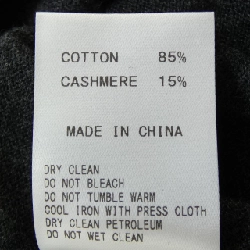 COTTON 85%
CASHMERE 15%
MADE IN CHINA
DRY CLEAN
DO NOT BLEACH
DO NOT TUMBLE WARM
COOL IRON WITH PRESS CLOTH
DRY CLEAN PETROLEUM
DO NOT WET CLEAN